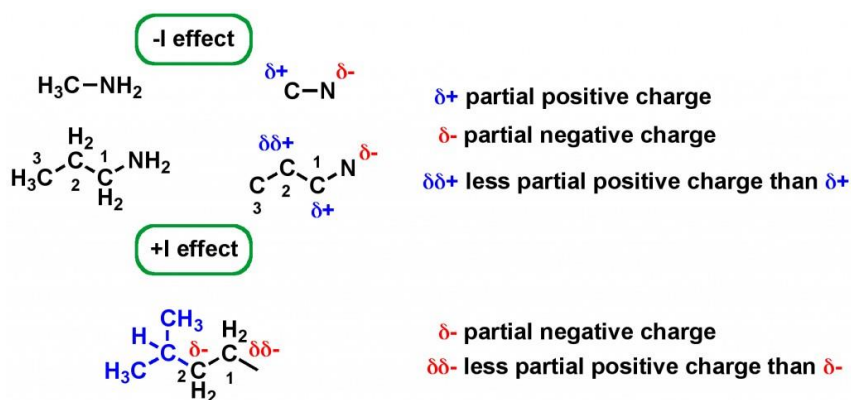 -I effect
H3C-NH2
δ+ δ-
C-N
δ+ partial positive charge
H2
3 C 1 NH2
H3C 2 C
H2
δδ+
C 1 N δ-
C 2 C
3 δ+
δ- partial negative charge
δδ+ less partial positive charge than δ+
+I effect
CH3
H H2
C δ- C δδ-
H3C 2 C 1
H2
δ- partial negative charge
δδ- less partial positive charge than δ-